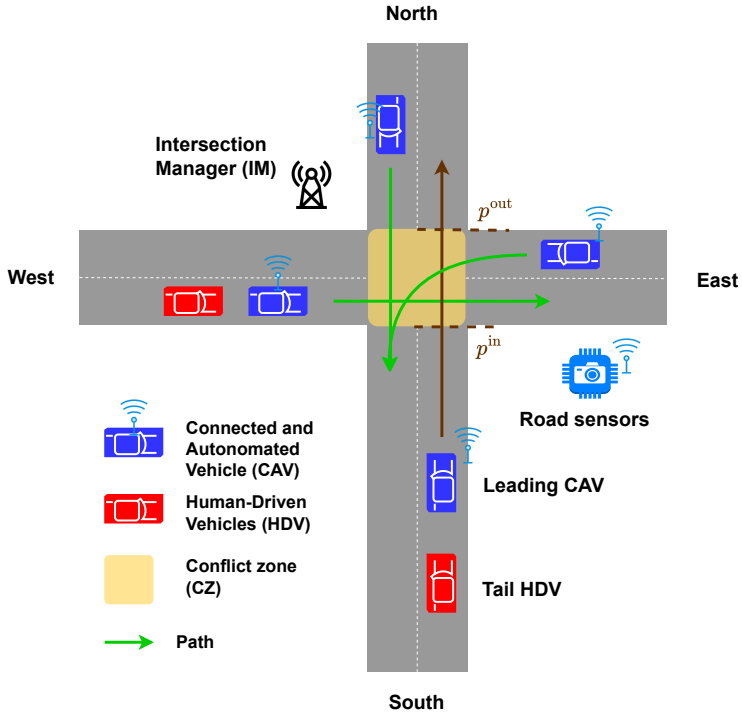 North
Intersection
Manager (IM)
p^out
West
East
p^in
Road sensors
Connected and
Autonomated
Vehicle (CAV)
Leading CAV
Human-Driven
Vehicles (HDV)
Conflict zone
(CZ)
Tail HDV
Path
South